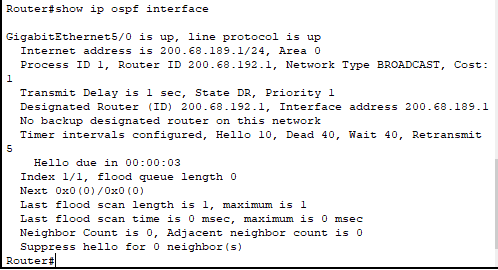 Router#show ip ospf interface
GigabitEthernet5/0 is up, line protocol is up
Internet address is 200.68.189.1/24, Area 0
Process ID 1, Router ID 200.68.192.1, Network Type BROADCAST, Cost:
1
Transmit Delay is 1 sec, State DR, Priority 1
Designated Router (ID) 200.68.192.1, Interface address 200.68.189.1
No backup designated router on this network
Timer intervals configured, Hello 10, Dead 40, Wait 40, Retransmit
5
Hello due in 00:00:03
Index 1/1, flood queue length 0
Next 0x0(0)/0x0(0)
Last flood scan length is 1, maximum is 1
Last flood scan time is 0 msec, maximum is 0 msec
Neighbor Count is 0, Adjacent neighbor count is 0
Suppress hello for 0 neighbor(s)
Router#